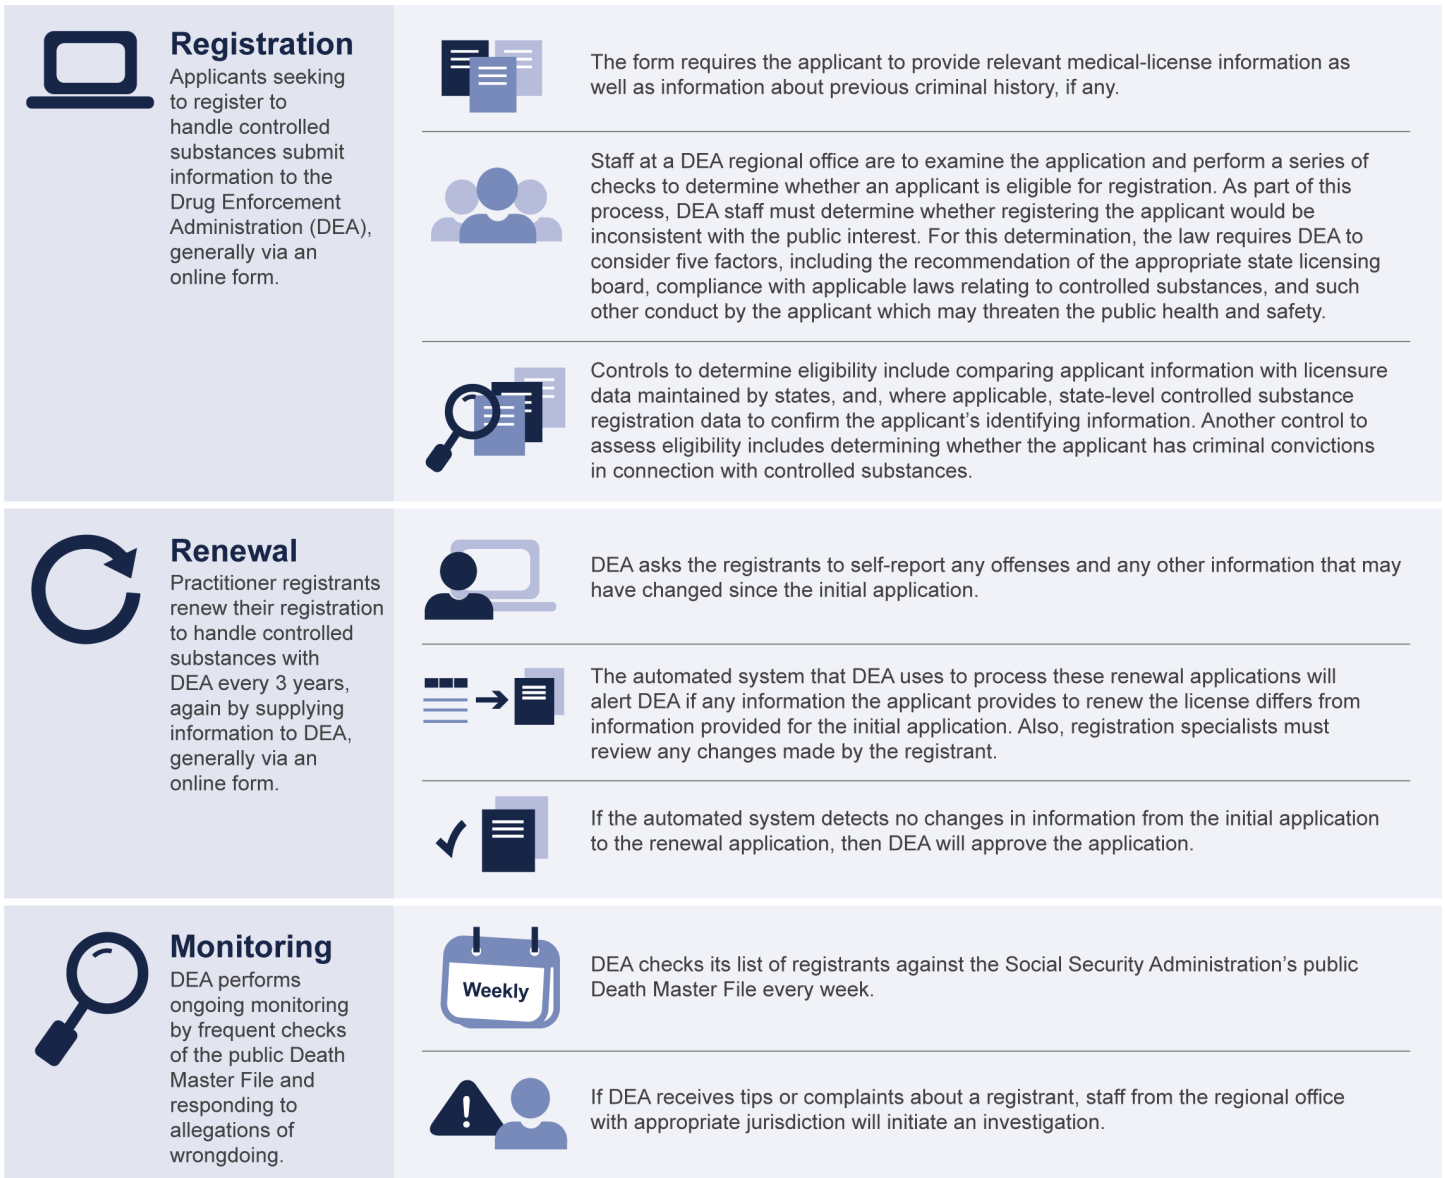 Registration
Applicants seeking
to register to
handle controlled
substances submit
information to the
Drug Enforcement
Administration (DEA),
generally via an
online form.
The form requires the applicant to provide relevant medical-license information as
well as information about previous criminal history, if any.
Staff at a DEA regional office are to examine the application and perform a series of
checks to determine whether an applicant is eligible for registration. As part of this
process, DEA staff must determine whether registering the applicant would be
inconsistent with the public interest. For this determination, the law requires DEA to
consider five factors, including the recommendation of the appropriate state licensing
board, compliance with applicable laws relating to controlled substances, and such
other conduct by the applicant which may threaten the public health and safety.
Controls to determine eligibility include comparing applicant information with licensure
data maintained by states, and, where applicable, state-level controlled substance
registration data to confirm the applicant’s identifying information. Another control to
assess eligibility includes determining whether the applicant has criminal convictions
in connection with controlled substances.
Renewal
Practitioner registrants
renew their registration
to handle controlled
substances with
DEA every 3 years,
again by supplying
information to DEA,
generally via an
online form.
DEA asks the registrants to self-report any offenses and any other information that may
have changed since the initial application.
The automated system that DEA uses to process these renewal applications will
alert DEA if any information the applicant provides to renew the license differs from
information provided for the initial application. Also, registration specialists must
review any changes made by the registrant.
If the automated system detects no changes in information from the initial application
to the renewal application, then DEA will approve the application.
Monitoring
DEA performs
ongoing monitoring
by frequent checks
of the public Death
Master File and
responding to
allegations of
wrongdoing.
Weekly
DEA checks its list of registrants against the Social Security Administration’s public
Death Master File every week.
!
If DEA receives tips or complaints about a registrant, staff from the regional office
with appropriate jurisdiction will initiate an investigation.